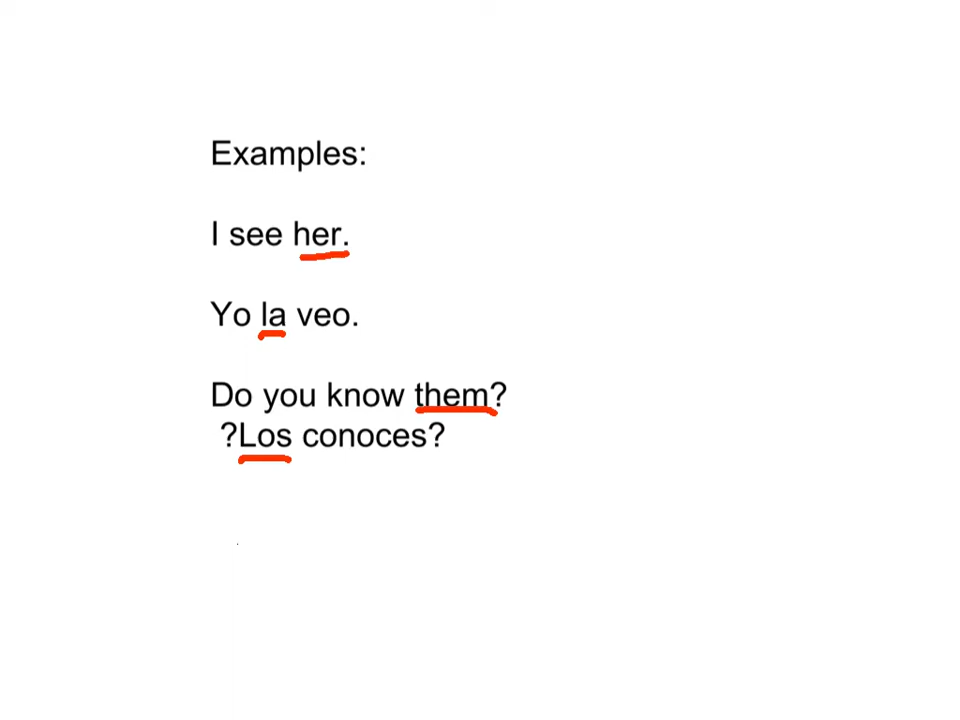 Examples:
I see her.
Yo la veo.
Do you know them?
?Los conoces?